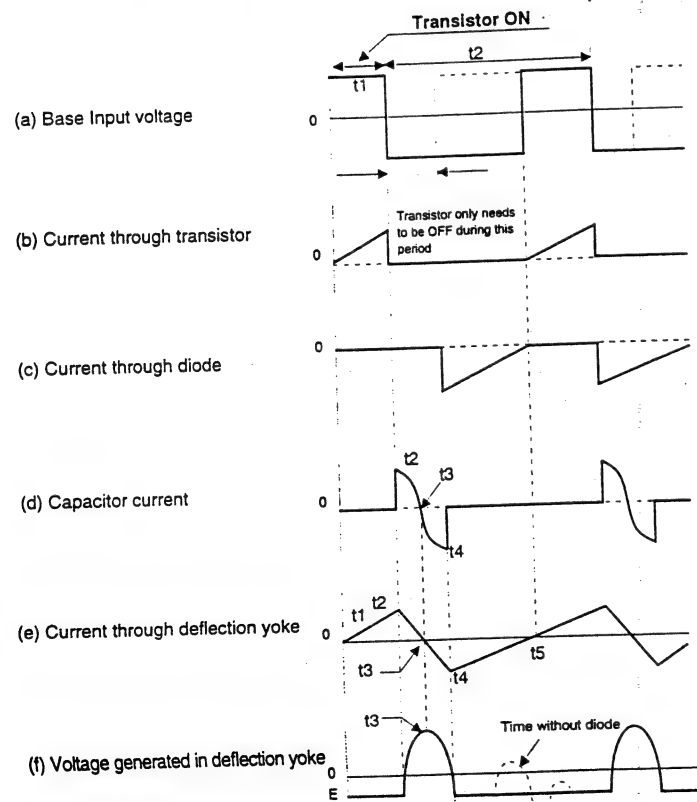 Transistor ON
t1
t2
(a) Base Input voltage
0
(b) Current through transistor
Transistor only needs
to be OFF during this
period
0
(c) Current through diode
0
(d) Capacitor current
0
t2
t3
t4
(e) Current through deflection yoke
0
t1
t2
t3
t4
t5
(f) Voltage generated in deflection yoke
t3
Time without diode
0
E